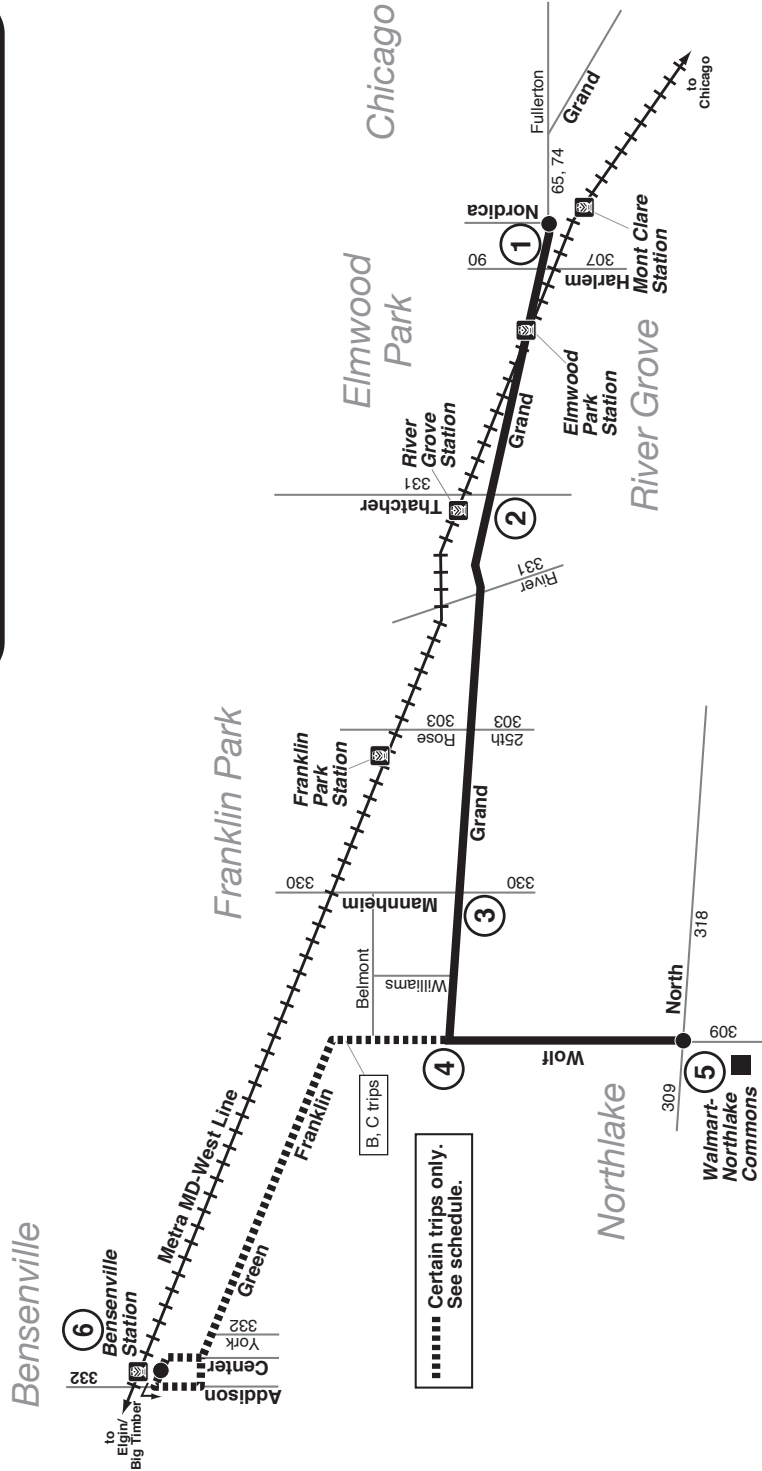 Bensenville
Franklin Park
Elmwood
Park
Chicago
River Grove
Northlake
to
Elgin/
Big Timber
332
6
Bensenville
Station
Metra MD-West Line
Addison
Center
York
332
Green
Franklin
B, C trips
Certain trips only.
See schedule.
Belmont
Williams
330
Mannheim
330
Franklin
Park
Station
303
Rose
303
25th
Grand
River
331
River
Grove
Station
331
Thatcher
Grand
Elmwood
Park
Station
90
307
Harlem
Mont Clare
Station
Nordica
65, 74
Fullerton
Grand
to
Chicago
1
2
3
4
Wolf
North
318
309
309
5
Walmart-
Northlake
Commons